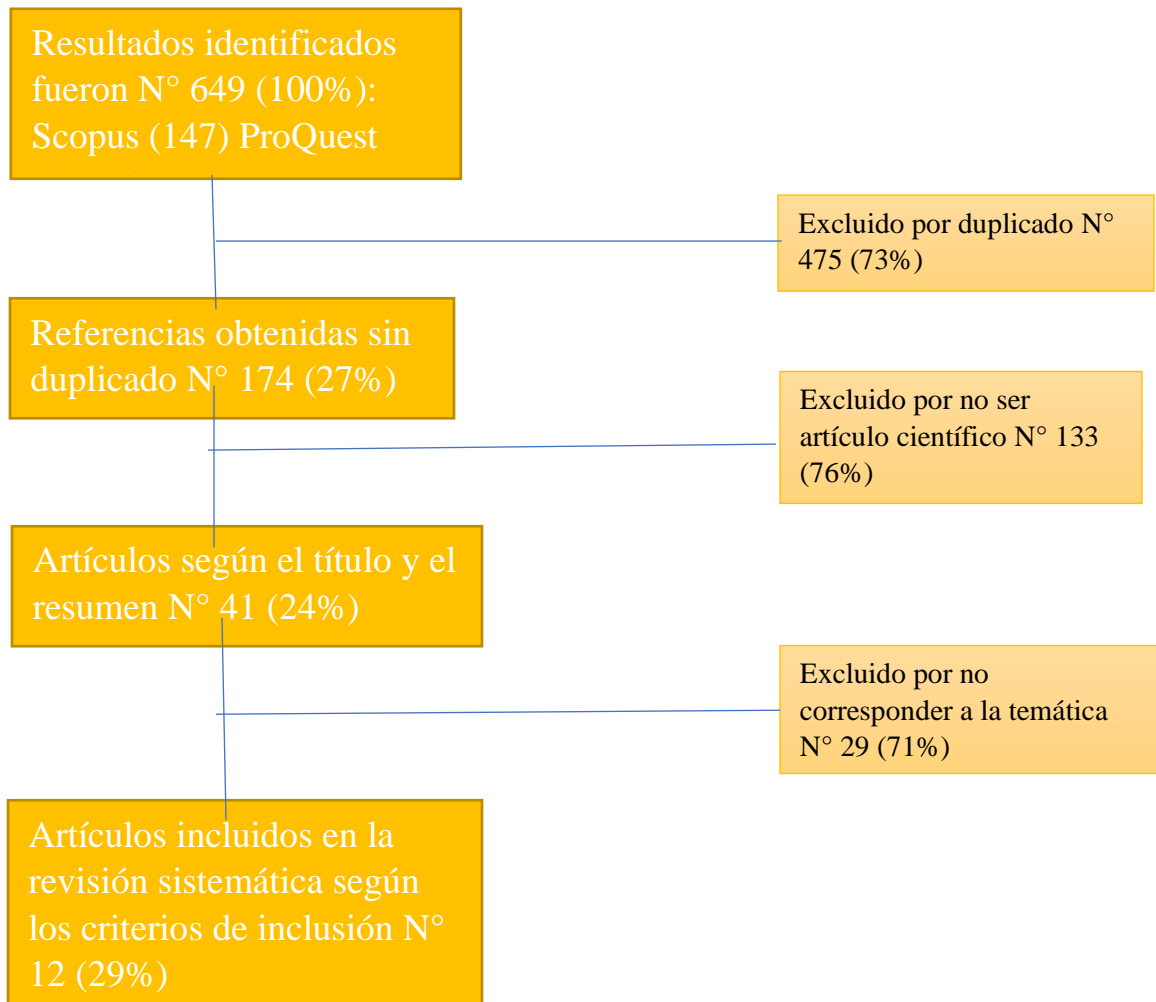 Resultados identificados
fueron N° 649 (100%):
Scopus (147) ProQuest
Excluido por duplicado N°
475 (73%)
Referencias obtenidas sin
duplicado N° 174 (27%)
Excluido por no ser
artículo científico N° 133
(76%)
Artículos según el título y el
resumen N° 41 (24%)
Excluido por no
corresponder a la temática
N° 29 (71%)
Artículos incluidos en la
revisión sistemática según
los criterios de inclusión N°
12 (29%)